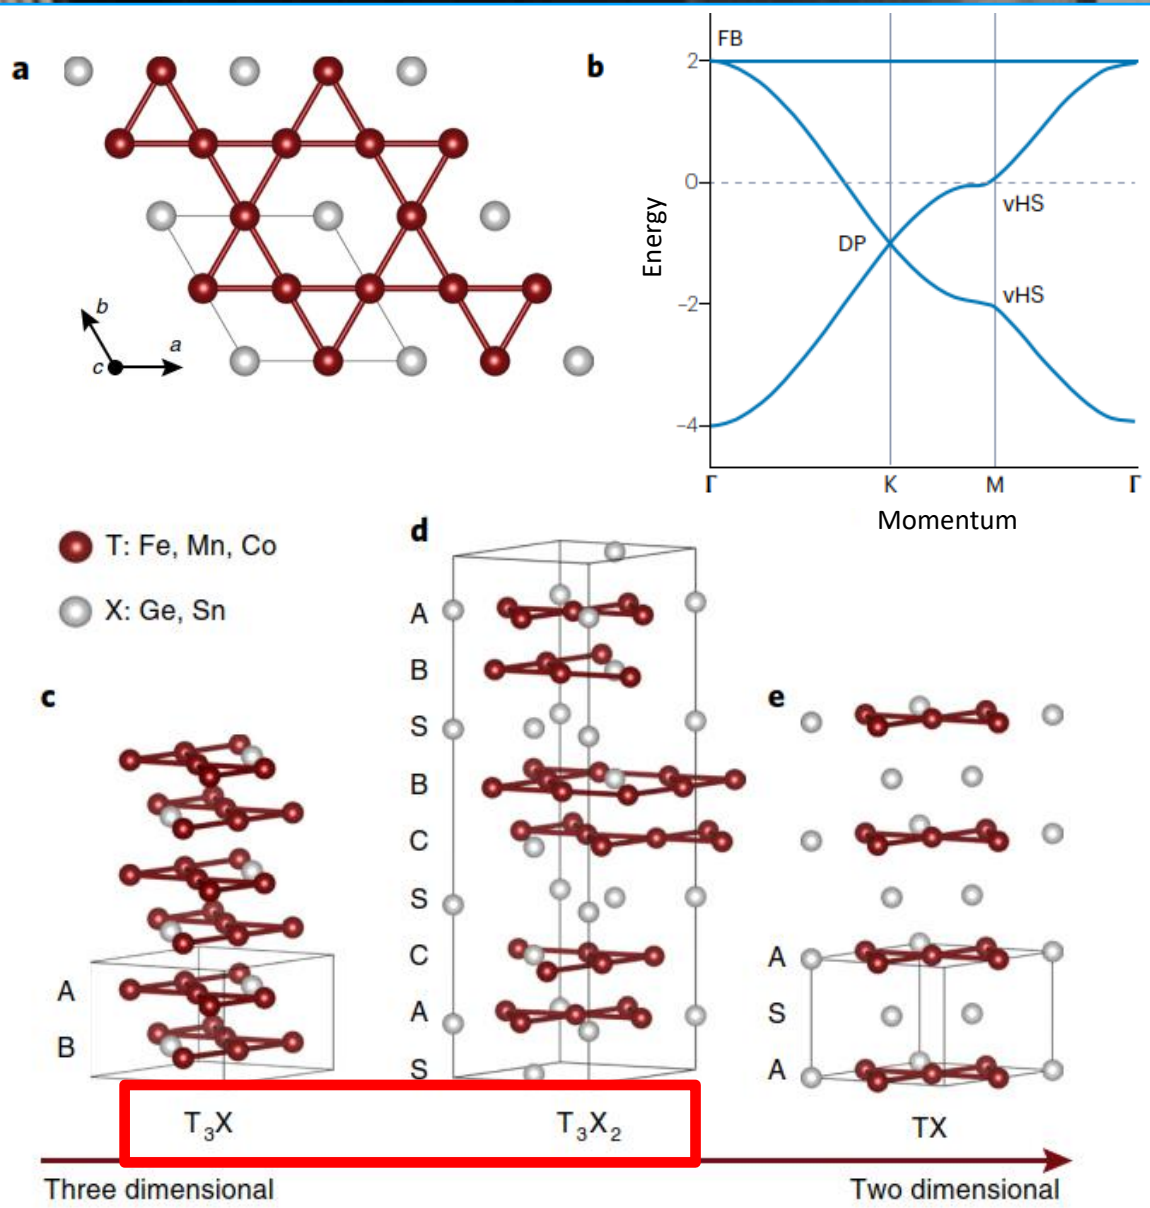 a
b
FB
2
0
-2
-4
Energy
DP
vHS
vHS
Γ K M Γ
Momentum
b
a
c
T: Fe, Mn, Co
X: Ge, Sn
c
A
B
T₃X
d
A
B
S
B
C
S
C
A
S
T₃X₂
e
A
S
A
TX
Three dimensional
Two dimensional